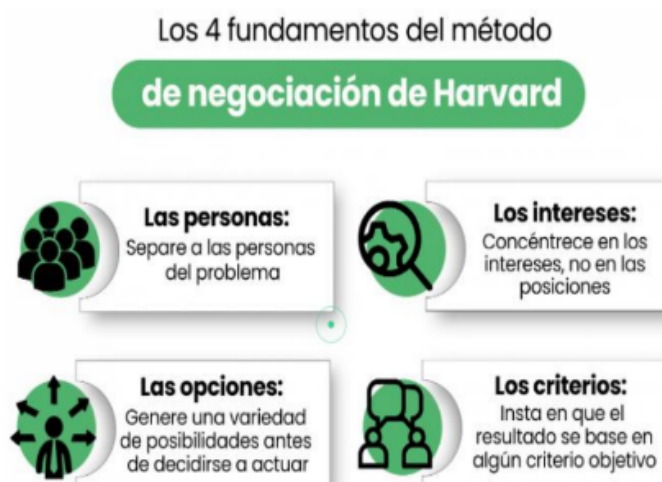 Los 4 fundamentos del método
de negociación de Harvard
Las personas:
Separe a las personas
del problema
Los intereses:
Concéntrece en los
intereses, no en las
posiciones
Las opciones:
Genere una variedad
de posibilidades antes
de decidirse a actuar
Los criterios:
Insta en que el
resultado se base en
algún criterio objetivo